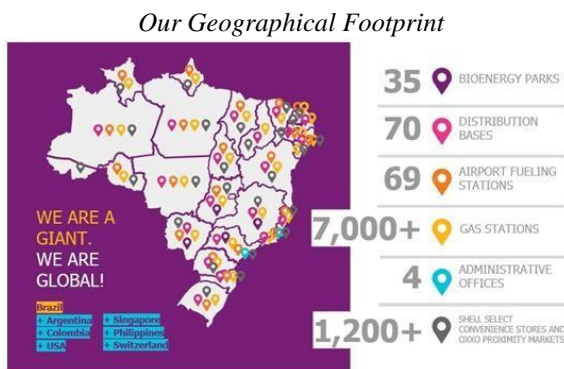 Our Geographical Footprint
35 BIOENERGY PARKS
70 DISTRIBUTION
BASES
69 AIRPORT FUELING
STATIONS
7,000+ GAS STATIONS
4 ADMINISTRATIVE
OFFICES
1,200+ SHELL SELECT
CONVENIENCE STORES AND
OXXO PROXIMITY MARKETS
WE ARE A
GIANT.
WE ARE
GLOBAL!
Brazil
+ Argentina + Singapore
+ Colombia + Philippines
+ USA + Switzerland